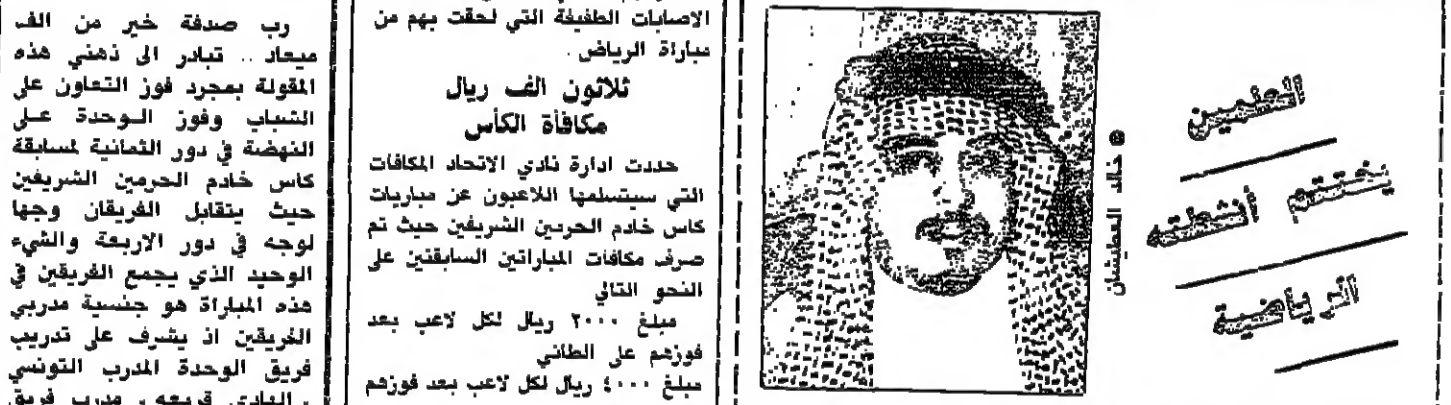 العثمين
يختتم أنشطته
الرياضية
خالد العطيشان
الاصابات الطفيفة التي لحقت بهم من
مباراة الرياض .
ثلاثون الف ريال
مكافأة الكأس
حددت ادارة نادي الاتحاد المكافات
التي سيتسلمها اللاعبون عن مباريات
كاس خادم الحرمين الشريفين حيث تم
صرف مكافات المباراتين السابقتين على
النحو التالي
مبلغ ٢٠٠٠ ريال لكل لاعب بعد
فوزهم على الطائي
مبلغ ٤٠٠٠ ريال لكل لاعب بعد فوزهم
رب صدفة خير من الف
ميعاد .. تبادر الى ذهني هذه
المقولة بمجرد فوز التعاون على
الشباب وفوز الوحدة على
النهضة في دور الثمانية لمسابقة
كاس خادم الحرمين الشريفين
حيث يتقابل الفريقان وجها
لوجه في دور الاربعة والشيء
الوحيد الذي يجمع الفريقين في
هذه المباراة هو جنسية مدربي
الفريقين اذ يشرف على تدريب
فريق الوحدة المدرب التونسي
مدرب فريق